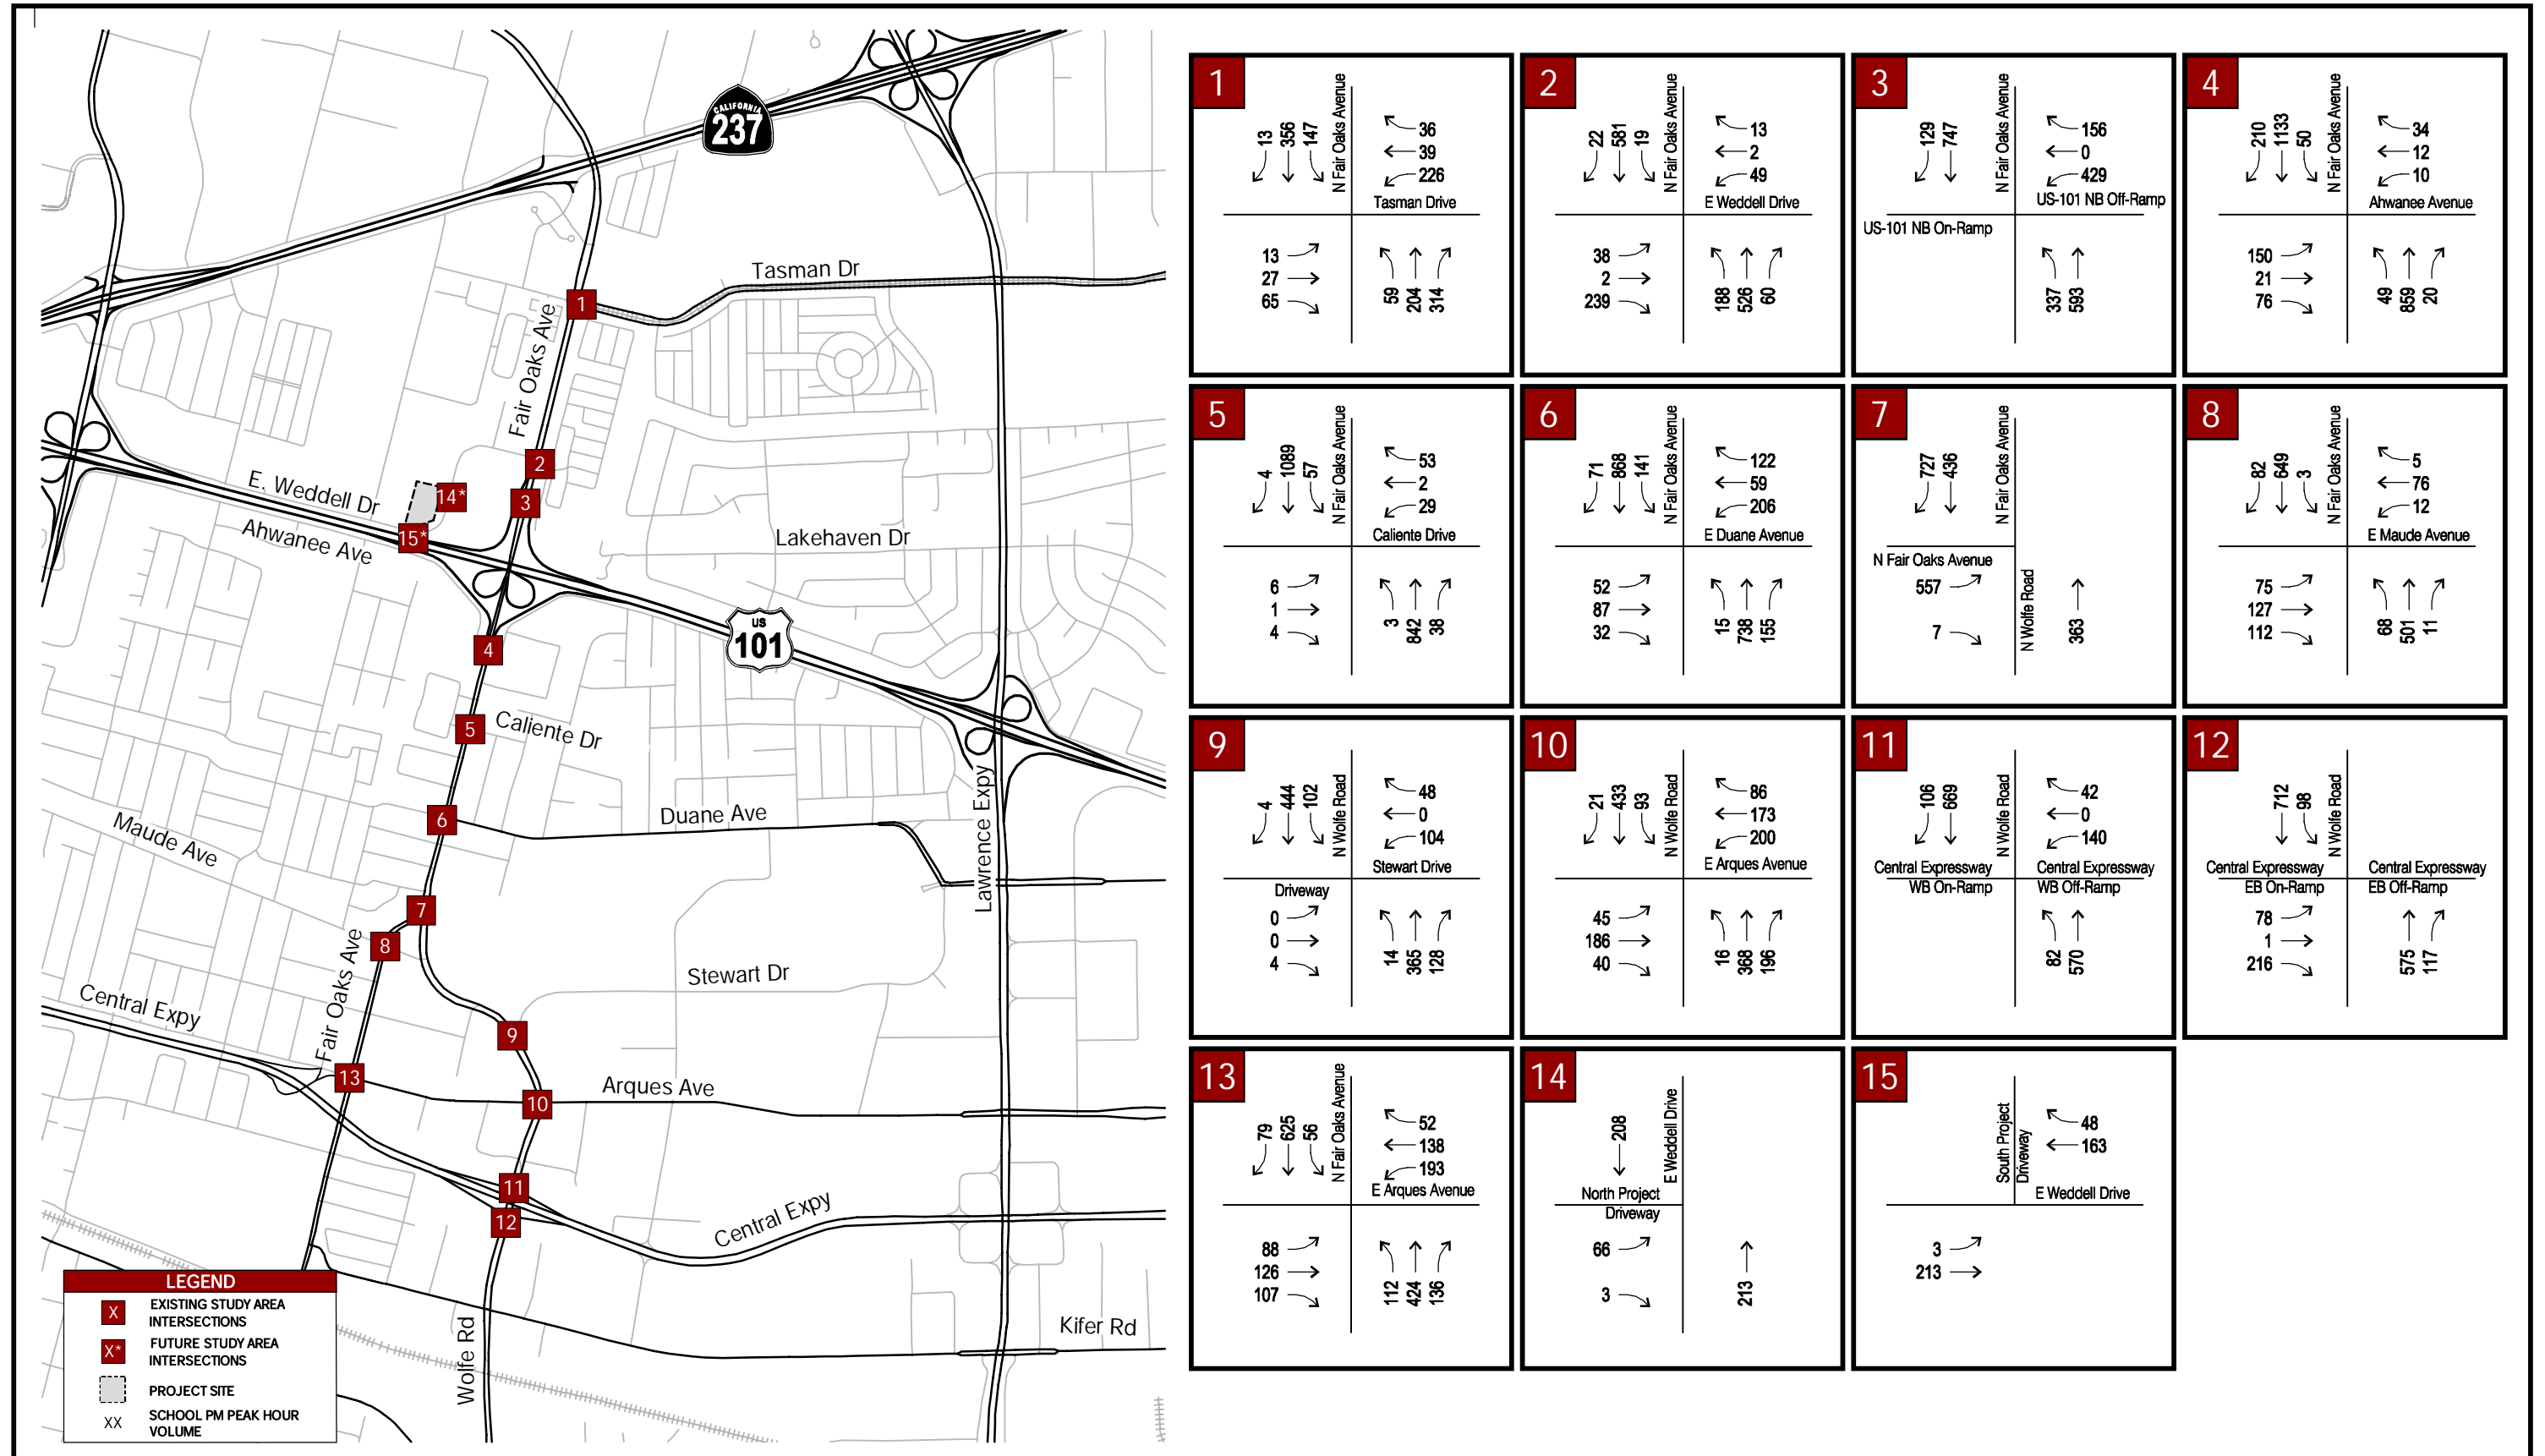 CALIFORNIA
237
Tasman Dr
1
Fair Oaks Ave
2
14*
3
E. Weddell Dr
15*
Ahwanee Ave
Lakehaven Dr
US
101
4
5
Caliente Dr
6
Duane Ave
Lawrence Expy
Maude Ave
7
8
Fair Oaks Ave
Stewart Dr
Central Expy
9
13
Arques Ave
10
11
12
Central Expy
Kifer Rd
Wolfe Rd
LEGEND
X
EXISTING STUDY AREA
INTERSECTIONS
X*
FUTURE STUDY AREA
INTERSECTIONS
PROJECT SITE
XX
SCHOOL PM PEAK HOUR
VOLUME
1
13
356
147
N Fair Oaks Avenue
36
39
226
Tasman Drive
13
27
65
59
204
314
2
22
581
19
N Fair Oaks Avenue
13
2
49
E Weddell Drive
38
2
239
188
526
60
3
129
747
N Fair Oaks Avenue
156
0
429
US-101 NB Off-Ramp
US-101 NB On-Ramp
337
593
4
210
1133
50
N Fair Oaks Avenue
34
12
10
Ahwanee Avenue
150
21
76
49
859
20
5
4
1089
57
N Fair Oaks Avenue
53
2
29
Caliente Drive
6
1
4
3
842
38
6
71
868
141
N Fair Oaks Avenue
122
59
206
E Duane Avenue
52
87
32
15
738
155
7
727
436
N Fair Oaks Avenue
N Fair Oaks Avenue
557
7
N Wolfe Road
363
8
82
649
3
N Fair Oaks Avenue
5
76
12
E Maude Avenue
75
127
112
68
501
11
9
4
444
102
N Wolfe Road
48
0
104
Stewart Drive
Driveway
0
0
4
14
365
128
10
21
433
93
N Wolfe Road
86
173
200
E Arques Avenue
45
186
40
16
368
196
11
106
669
N Wolfe Road
42
0
140
Central Expressway
WB On-Ramp
Central Expressway
WB Off-Ramp
82
570
12
712
98
N Wolfe Road
Central Expressway
EB On-Ramp
Central Expressway
EB Off-Ramp
78
1
216
575
117
13
79
625
56
N Fair Oaks Avenue
52
138
193
E Arques Avenue
88
126
107
112
424
136
14
208
E Weddell Drive
North Project
Driveway
66
3
213
15
South Project
Driveway
48
163
E Weddell Drive
3
213